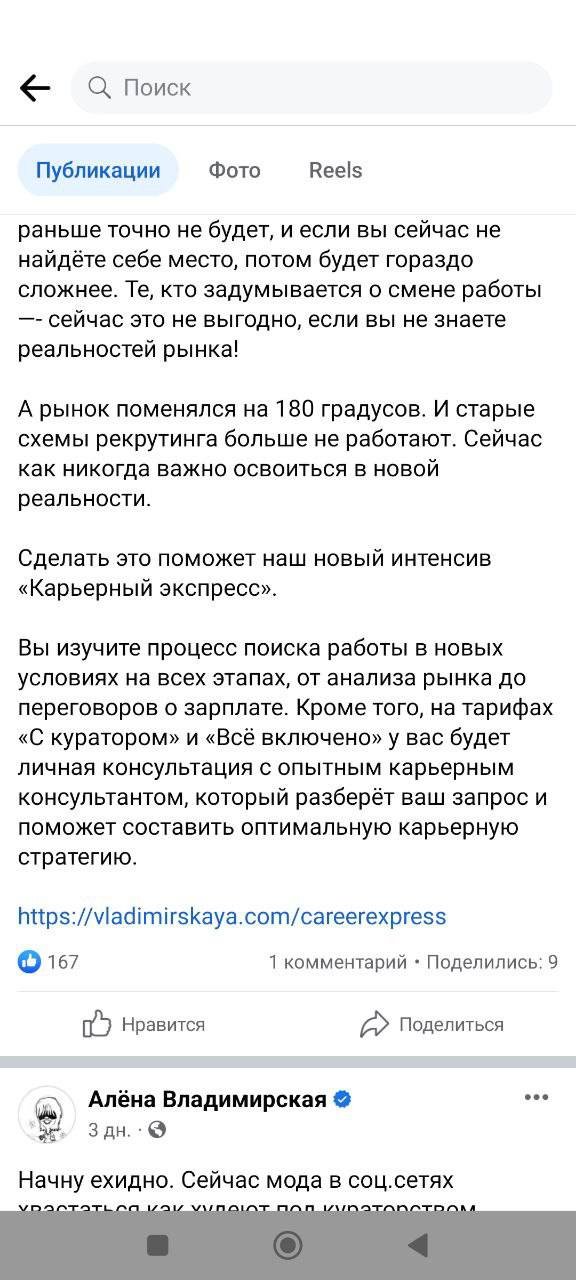 Поиск
Публикации Фото Reels
раньше точно не будет, и если вы сейчас не
найдёте себе место, потом будет гораздо
сложнее. Те, кто задумывается о смене работы
—- сейчас это не выгодно, если вы не знаете
реальностей рынка!
А рынок поменялся на 180 градусов. И старые
схемы рекрутинга больше не работают. Сейчас
как никогда важно освоиться в новой
реальности.
Сделать это поможет наш новый интенсив
«Карьерный экспресс».
Вы изучите процесс поиска работы в новых
условиях на всех этапах, от анализа рынка до
переговоров о зарплате. Кроме того, на тарифах
«С куратором» и «Всё включено» у вас будет
личная консультация с опытным карьерным
консультантом, который разберёт ваш запрос и
поможет составить оптимальную карьерную
стратегию.
https://vladimirskaya.com/careerexpress
167 1 комментарий • Поделились: 9
Нравится Поделиться
Алёна Владимирская
3 дн. ·
Начну ехидно. Сейчас мода в соц.сетях
хвастаться как худеют под кураторством